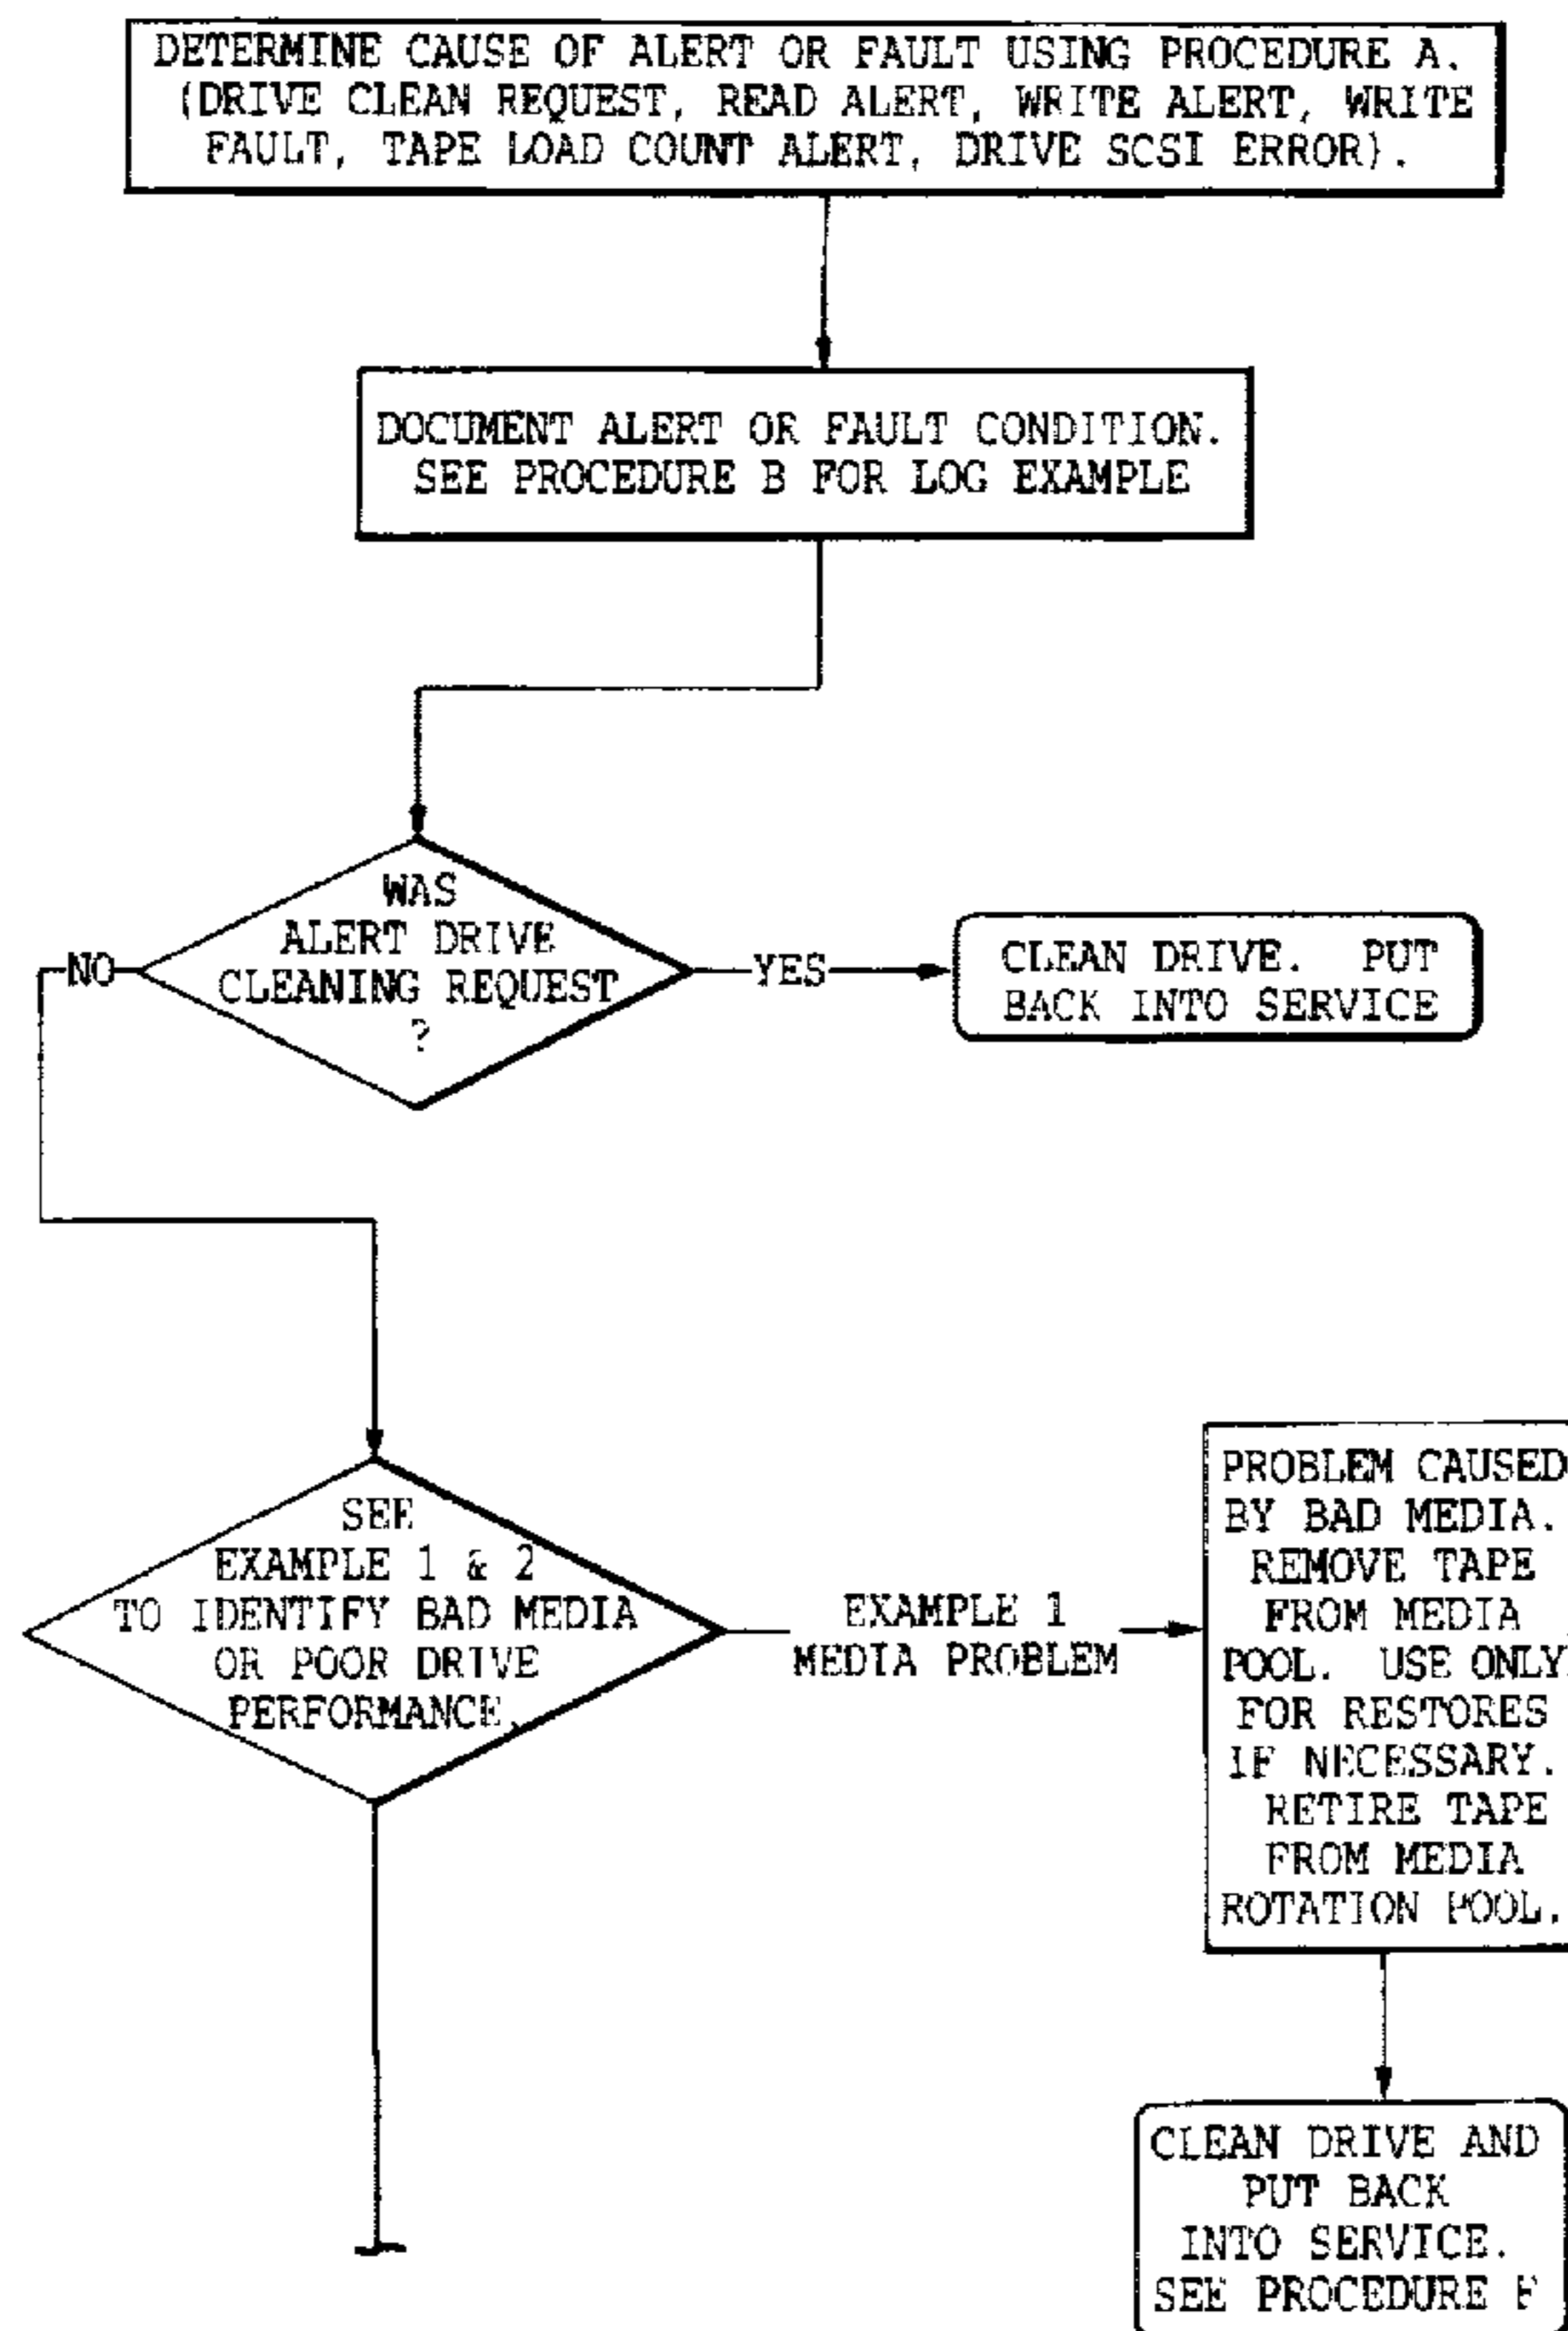 DETERMINE CAUSE OF ALERT OR FAULT USING PROCEDURE A.
(DRIVE CLEAN REQUEST, READ ALERT, WRITE ALERT, WRITE
FAULT, TAPE LOAD COUNT ALERT, DRIVE SCSI ERROR).
DOCUMENT ALERT OR FAULT CONDITION.
SEE PROCEDURE B FOR LOG EXAMPLE
WAS
ALERT DRIVE
CLEANING REQUEST
?
NO
YES
CLEAN DRIVE. PUT
BACK INTO SERVICE
SEE
EXAMPLE 1 & 2
TO IDENTIFY BAD MEDIA
OR POOR DRIVE
PERFORMANCE.
EXAMPLE 1
MEDIA PROBLEM
PROBLEM CAUSED
BY BAD MEDIA.
REMOVE TAPE
FROM MEDIA
POOL. USE ONLY
FOR RESTORES
IF NECESSARY.
RETIRE TAPE
FROM MEDIA
ROTATION POOL.
CLEAN DRIVE AND
PUT BACK
INTO SERVICE.
SEE PROCEDURE